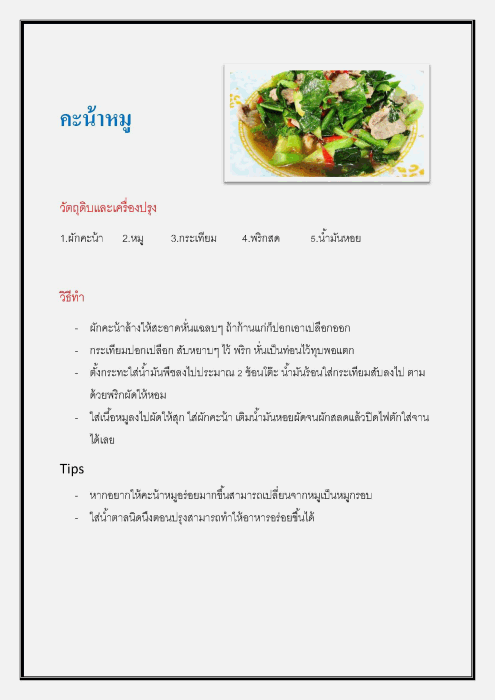 คะน้าหมู
วัตถุดิบและเครื่องปรุง
1.ผักคะน้า 2.หมู 3.กระเทียม 4.พริกสด 5.น้ำมันหอย
วิธีทำ
- ผักคะน้าล้างให้สะอาดหั่นแฉลบๆ ถ้าก้านแก่ก็ปอกเอาเปลือกออก
- กระเทียมปอกเปลือก สับหยาบๆ ไว้ พริก หั่นเป็นท่อนไว้ทุบพอแตก
- ตั้งกระทะใส่น้ำมันพืชลงไปประมาณ 2 ช้อนโต๊ะ น้ำมันร้อนใส่กระเทียมสับลงไป ตาม
ด้วยพริกผัดให้หอม
- ใส่เนื้อหมูลงไปผัดให้สุก ใส่ผักคะน้า เติมน้ำมันหอยผัดจนผักสลดแล้วปิดไฟตักใส่จาน
ได้เลย
Tips
- หากอยากให้คะน้าหมูอร่อยมากขึ้นสามารถเปลี่ยนจากหมูเป็นหมูกรอบ
- ใส่น้ำตาลนิดนึงตอนปรุงสามารถทำให้อาหารอร่อยขึ้นได้